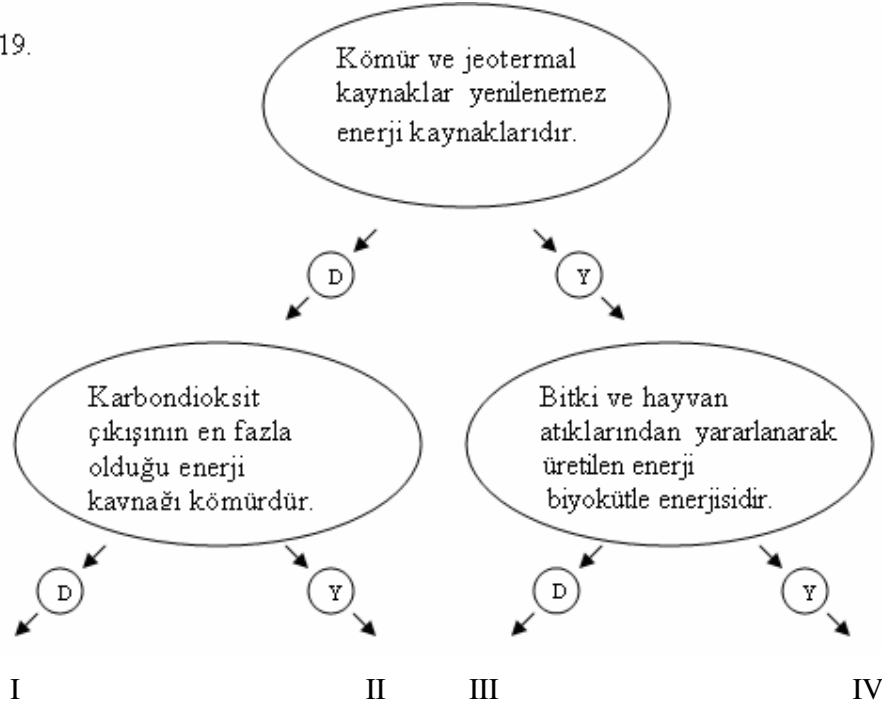 19.
Kömür ve jeotermal
kaynaklar yenilenemez
enerji kaynaklarıdır.
D
Y
Karbondioksit
çıkışının en fazla
olduğu enerji
kavnağı kömürdür.
Bitki ve hayvan
atıklarından yararlanarak
üretilen enerji
biyokütle enerjisidir.
D
Y
D
Y
I
II
III
IV